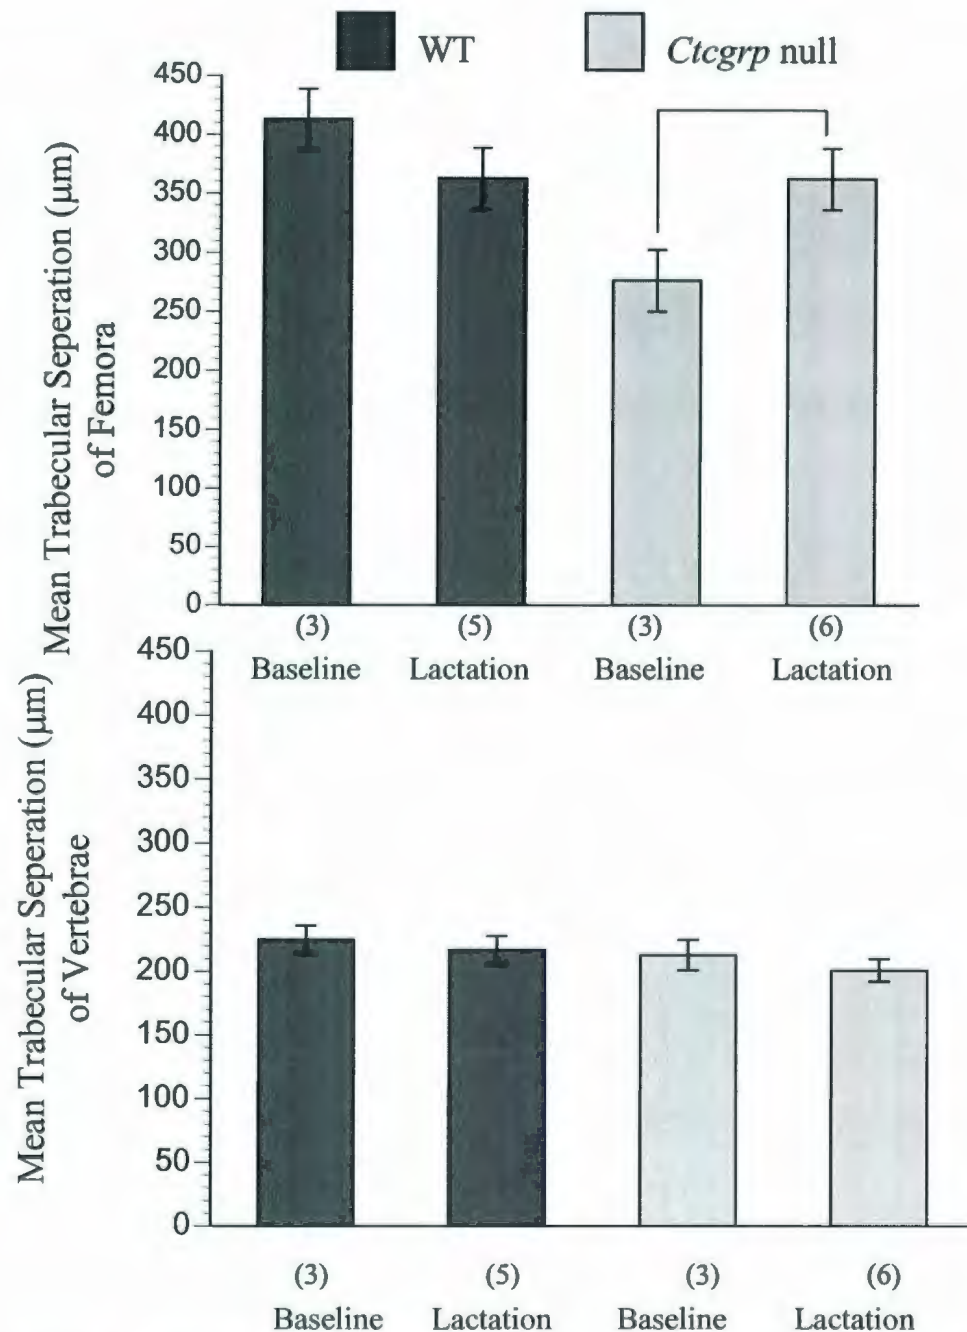 WT
Ctcgrp null
Mean Trabecular Seperation (μm)
of Femora
450
400
350
300
250
200
150
100
50
0
(3) (5) (3) (6)
Baseline Lactation Baseline Lactation
Mean Trabecular Seperation (μm)
of Vertebrae
450
400
350
300
250
200
150
100
50
0
(3) (5) (3) (6)
Baseline Lactation Baseline Lactation